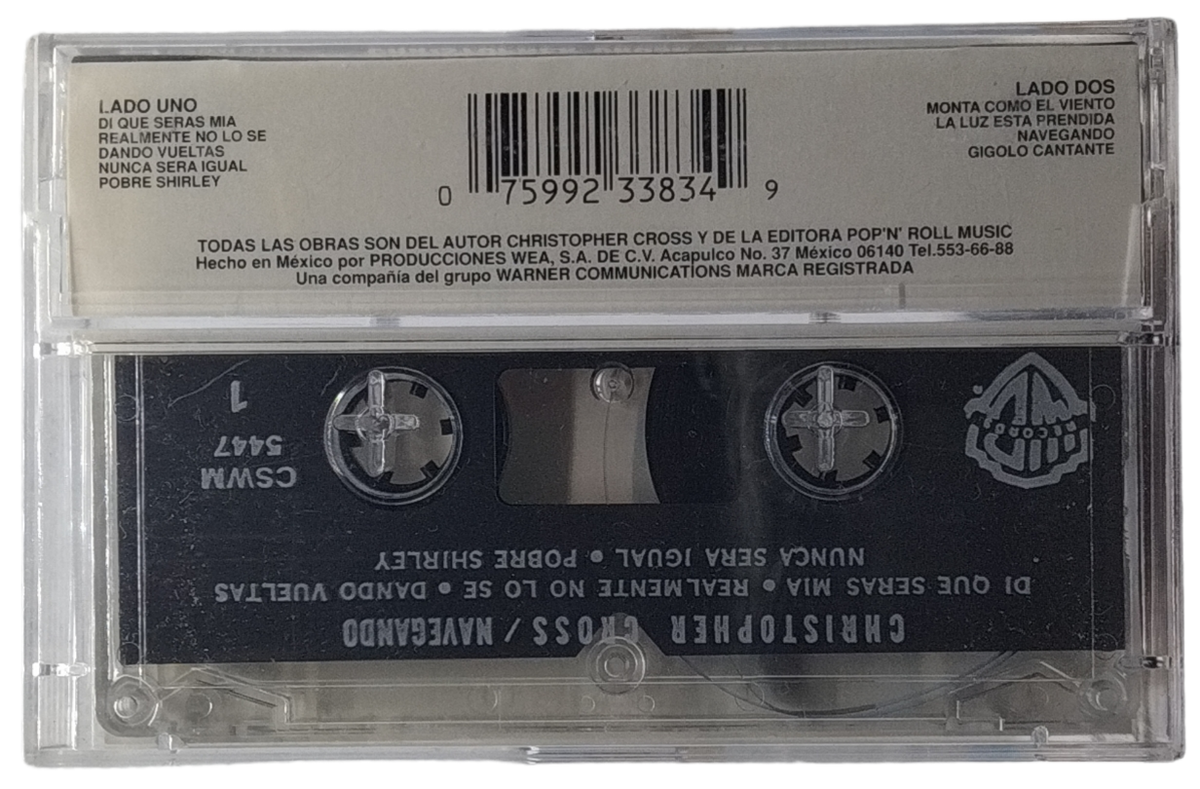 LADO UNO
DI QUE SERAS MIA
REALMENTE NO LO SE
DANDO VUELTAS
NUNCA SERA IGUAL
POBRE SHIRLEY
LADO DOS
MONTA COMO EL VIENTO
LA LUZ ESTA PRENDIDA
NAVEGANDO
GIGOLO CANTANTE
0 75992 33834 9
TODAS LAS OBRAS SON DEL AUTOR CHRISTOPHER CROSS Y DE LA EDITORA POP'N' ROLL MUSIC
Hecho en México por PRODUCCIONES WEA, S.A. DE C.V. Acapulco No. 37 México 06140 Tel.553-66-88
Una compañía del grupo WARNER COMMUNICATIONS MARCA REGISTRADA
CHRISTOPHER CROSS / NAVEGANDO
DI QUE SERAS MIA • REALMENTE NO LO SE • DANDO VUELTAS
NUNCA SERA IGUAL • POBRE SHIRLEY
CSWM
5447
1
RECORDS